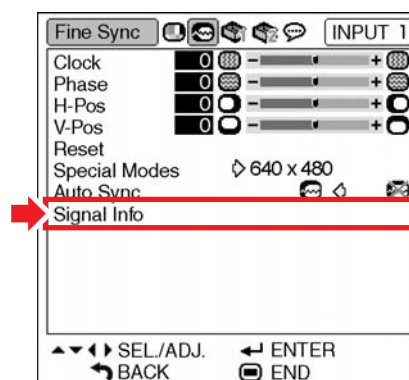 Fine Sync INPUT 1
Clock 0 - +
Phase 0 - +
H-Pos 0 - +
V-Pos 0 - +
Reset
Special Modes 640 x 480
Auto Sync
Signal Info
SEL./ADJ. ENTER
BACK END